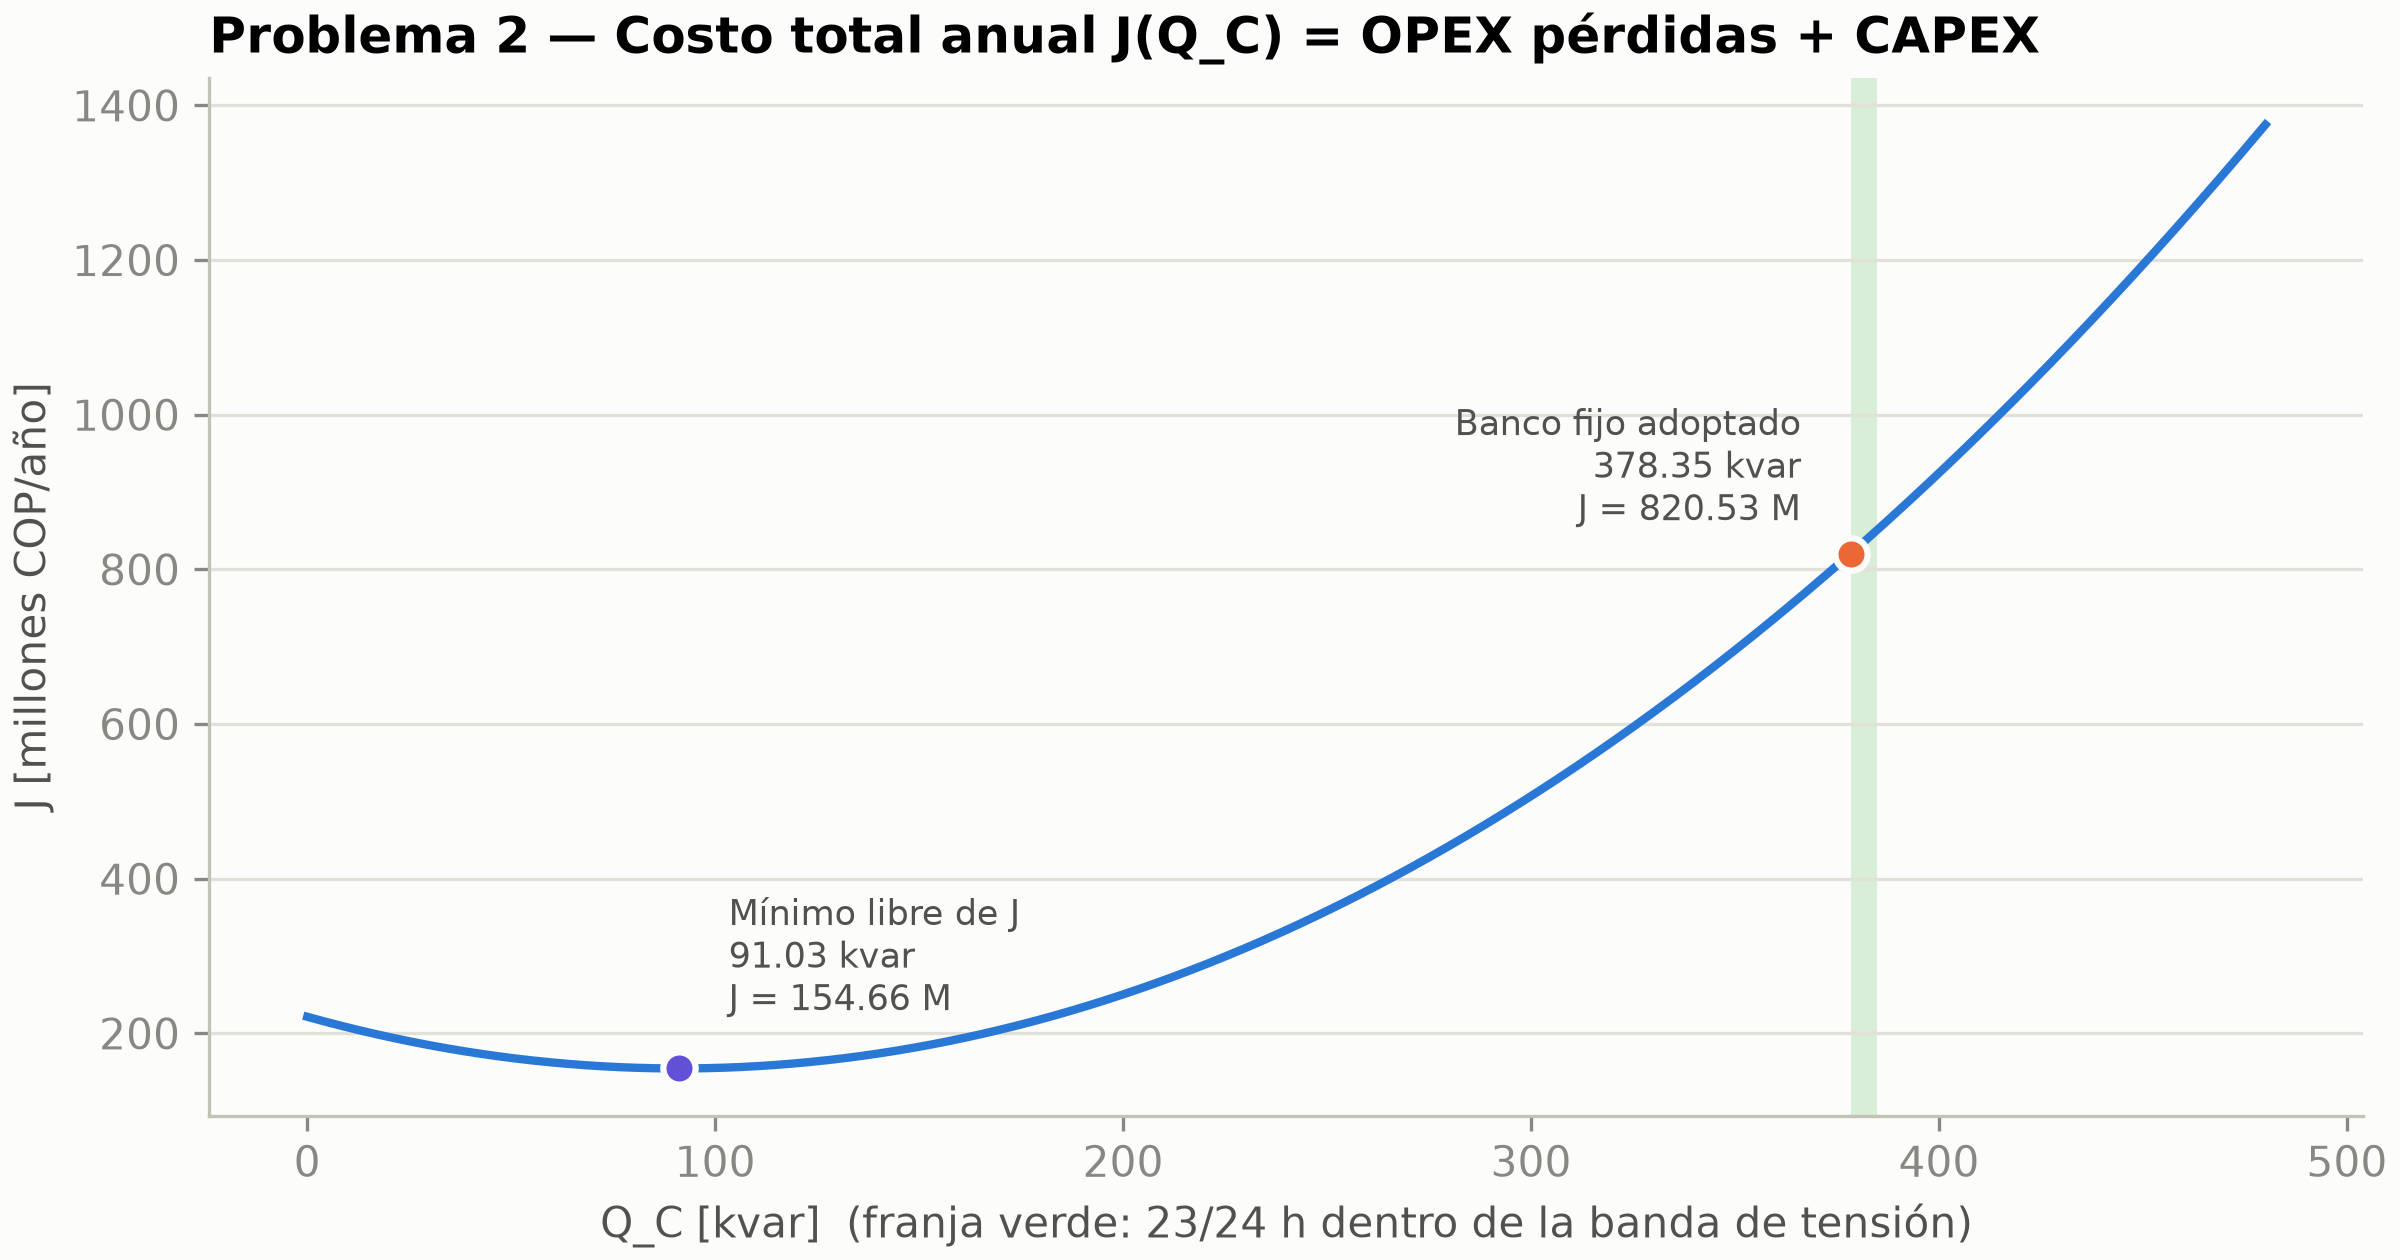 Problema 2 — Costo total anual J(Q_C) = OPEX pérdidas + CAPEX
J [millones COP/año]
1400
1200
1000
800
600
400
200
Banco fijo adoptado
378.35 kvar
J = 820.53 M
Mínimo libre de J
91.03 kvar
J = 154.66 M
0 100 200 300 400 500
Q_C [kvar] (franja verde: 23/24 h dentro de la banda de tensión)